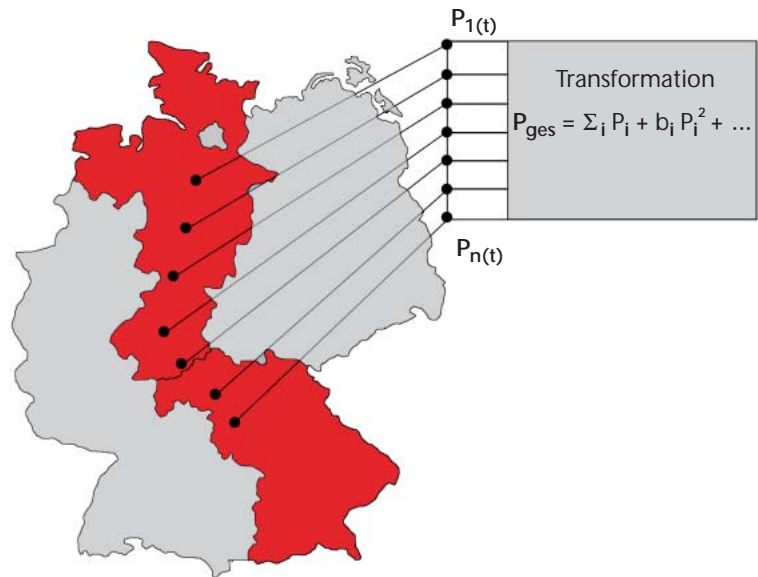 P1(t)
Transformation
Pges = Σi Pi + bi Pi² + ...
Pn(t)